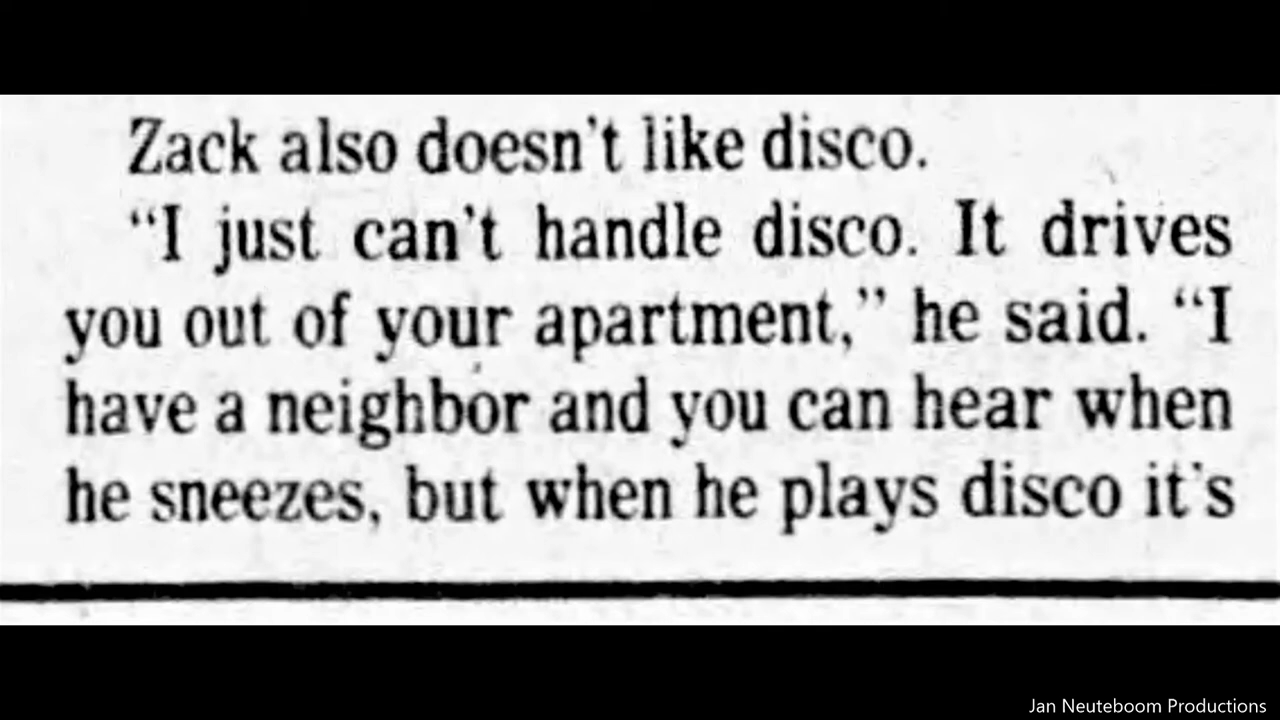 Zack also doesn't like disco.
“I just can't handle disco. It drives
you out of your apartment,” he said. “I
have a neighbor and you can hear when
he sneezes, but when he plays disco it's
Jan Neuteboom Productions